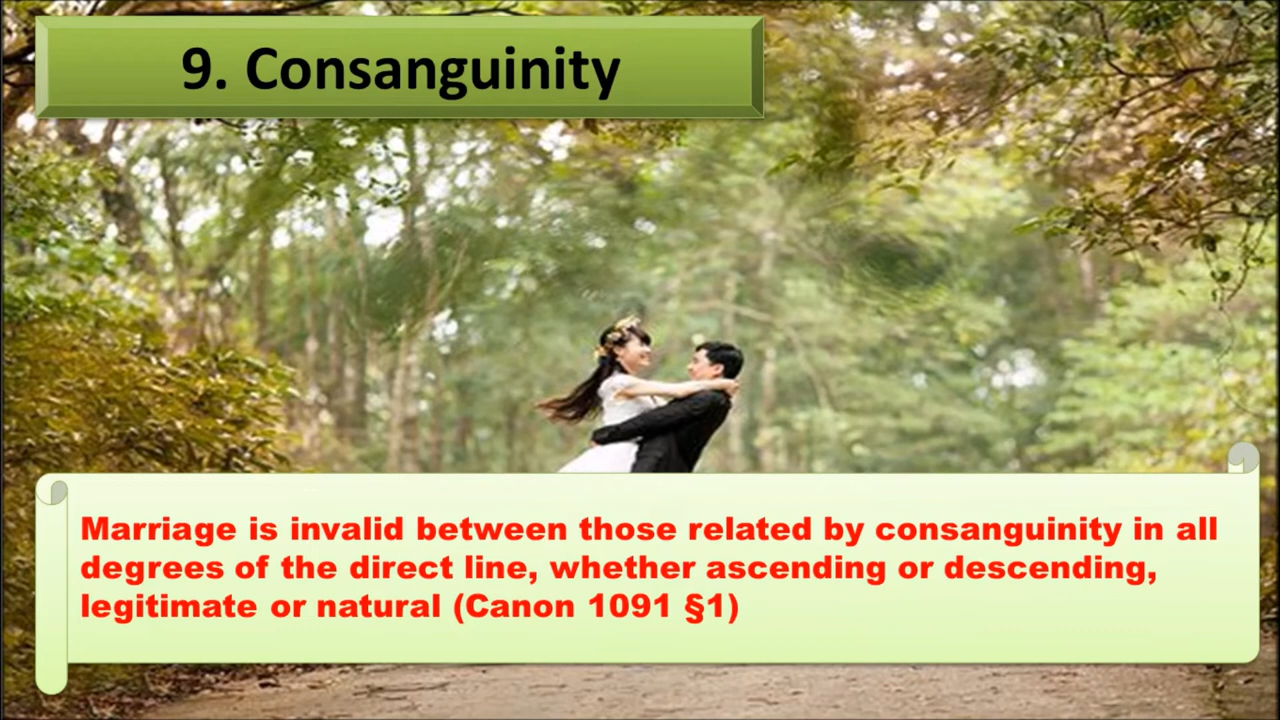 9. Consanguinity
Marriage is invalid between those related by consanguinity in all
degrees of the direct line, whether ascending or descending,
legitimate or natural (Canon 1091 §1)